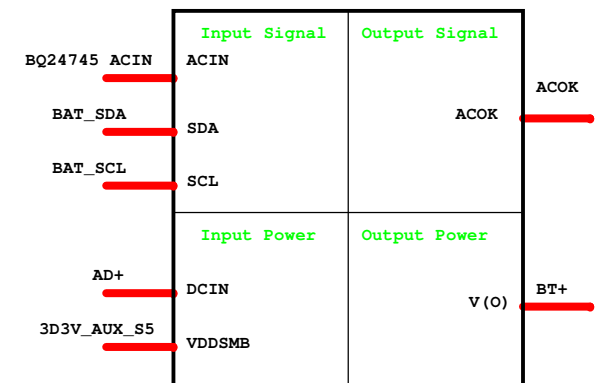 Input Signal Output Signal
BQ24745 ACIN ACIN
ACOK
BAT_SDA ACOK
SDA
BAT_SCL
SCL
Input Power Output Power
AD+
DCIN BT+
V(O)
3D3V_AUX_S5
VDDSMB